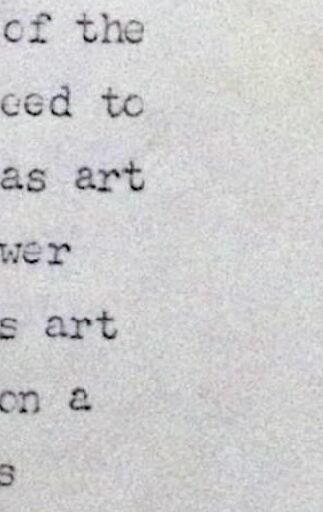 of the
ced to
as art
wer
s art
on a
s